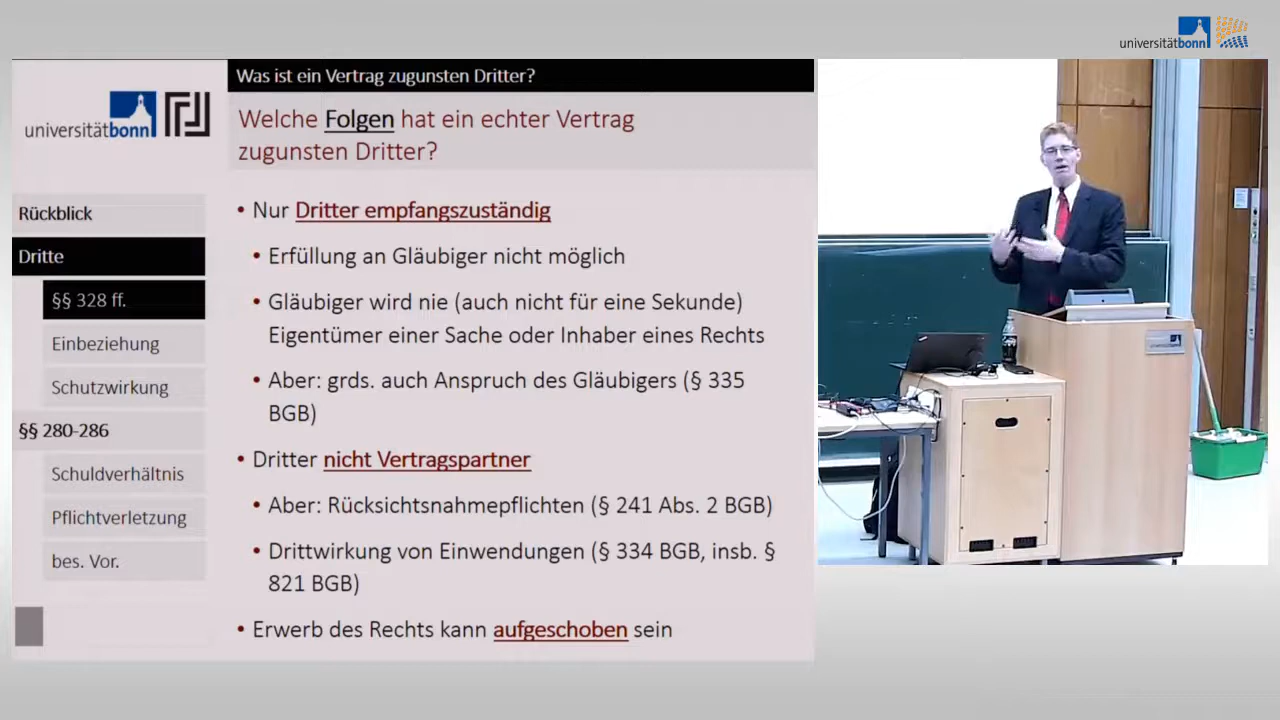 universitätbonn
Was ist ein Vertrag zugunsten Dritter?
universitätbonn
Welche Folgen hat ein echter Vertrag
zugunsten Dritter?
Rückblick
Dritte
§§ 328 ff.
Einbeziehung
Schutzwirkung
§§ 280-286
Schuldverhältnis
Pflichtverletzung
bes. Vor.
• Nur Dritter empfangszuständig
• Erfüllung an Gläubiger nicht möglich
• Gläubiger wird nie (auch nicht für eine Sekunde)
Eigentümer einer Sache oder Inhaber eines Rechts
• Aber: grds. auch Anspruch des Gläubigers (§ 335
BGB)
• Dritter nicht Vertragspartner
• Aber: Rücksichtsnahmepflichten (§ 241 Abs. 2 BGB)
• Drittwirkung von Einwendungen (§ 334 BGB, insb. §
821 BGB)
• Erwerb des Rechts kann aufgeschoben sein